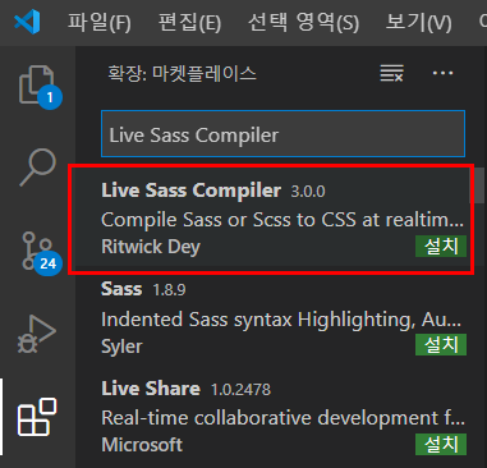 파일(F) 편집(E) 선택 영역(S) 보기(V)
확장: 마켓플레이스
1
Live Sass Compiler
Live Sass Compiler 3.0.0
Compile Sass or Scss to CSS at realtim...
Ritwick Dey 설치
24
Sass 1.8.9
Indented Sass syntax Highlighting, Au...
Syler 설치
Live Share 1.0.2478
Real-time collaborative development f...
Microsoft 설치